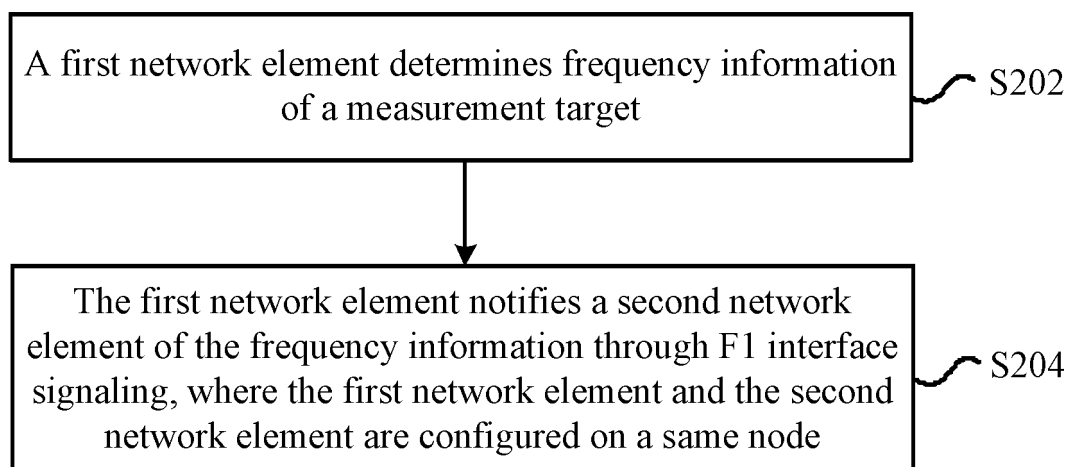 A first network element determines frequency information
of a measurement target
S202
The first network element notifies a second network
element of the frequency information through F1 interface
signaling, where the first network element and the second
network element are configured on a same node
S204